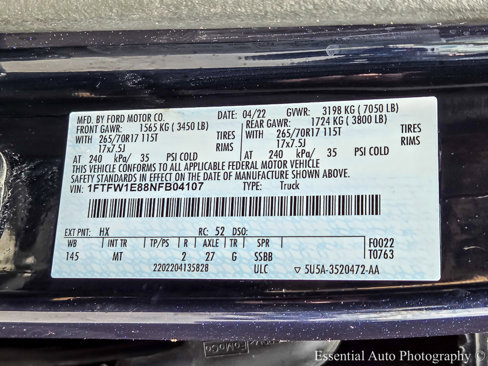 MFD. BY FORD MOTOR CO.
DATE: 04/22 GVWR: 3198 KG ( 7050 LB)
FRONT GAWR: 1565 KG ( 3450 LB)
REAR GAWR: 1724 KG ( 3800 LB)
WITH 265/70R17 115T TIRES
WITH 265/70R17 115T TIRES
17x7.5J RIMS
17x7.5J RIMS
AT 240 kPa/ 35 PSI COLD
AT 240 kPa/ 35 PSI COLD
THIS VEHICLE CONFORMS TO ALL APPLICABLE FEDERAL MOTOR VEHICLE
SAFETY STANDARDS IN EFFECT ON THE DATE OF MANUFACTURE SHOWN ABOVE.
VIN: 1FTFW1E88NFB04107 TYPE: Truck
EXT PNT: HX RC: 52 DSO:
WB INT TR TP/PS R AXLE TR SPR F0022
145 MT 2 27 G SSBB T0763
2202204135828 ULC ▽ 5U5A-3520472-AA
FoMoCo
Essential Auto Photography ©